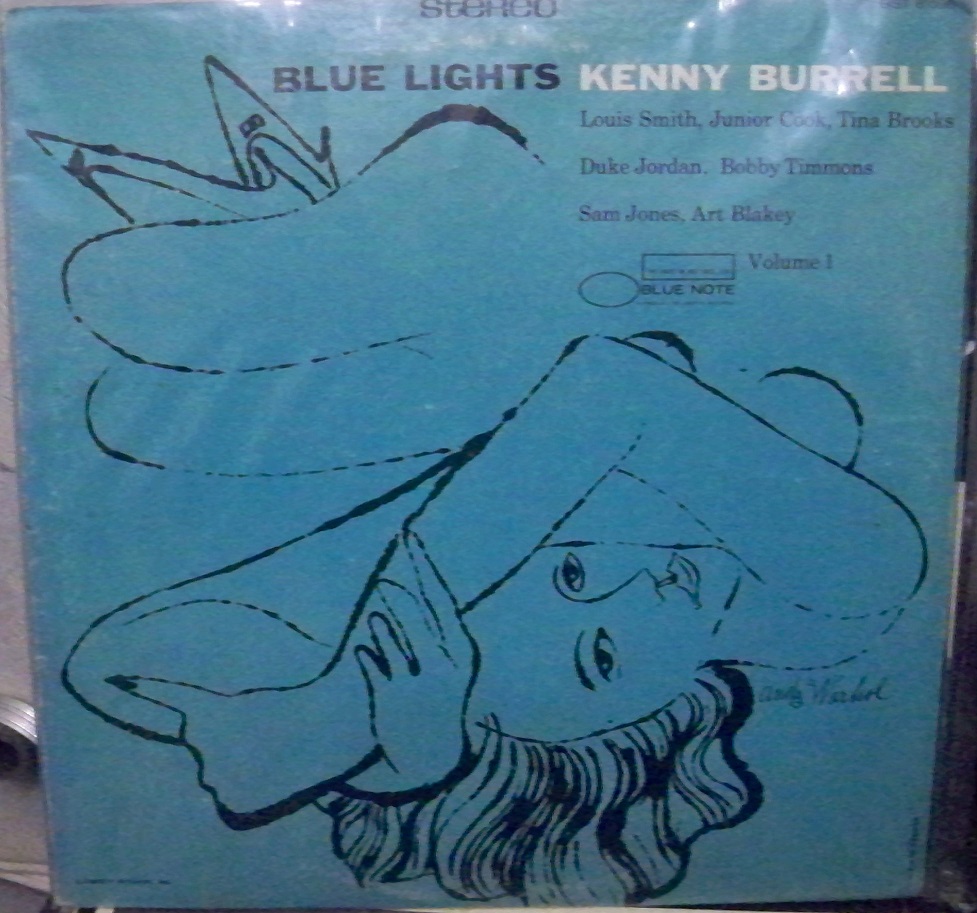 stereo
BLUE LIGHTS KENNY BURRELL
Louis Smith, Junior Cook, Tina Brooks
Duke Jordan, Bobby Timmons
Sam Jones, Art Blakey
Volume 1
BLUE NOTE
Andy Warhol